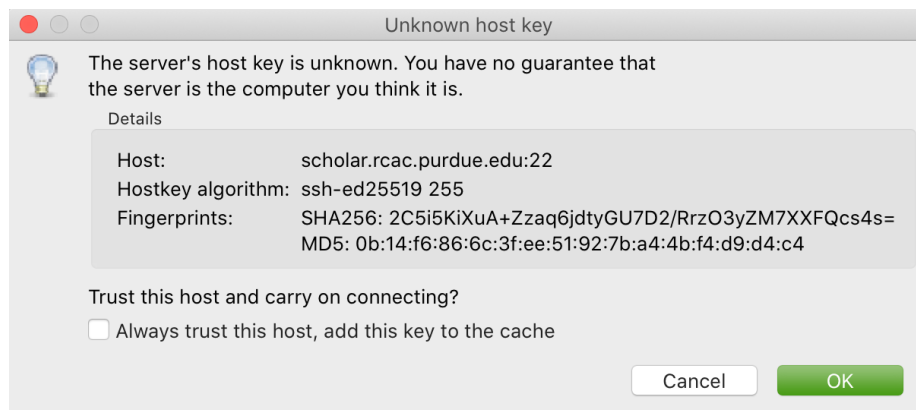 Unknown host key
The server's host key is unknown. You have no guarantee that
the server is the computer you think it is.
Details
Host: scholar.rcac.purdue.edu:22
Hostkey algorithm: ssh-ed25519 255
Fingerprints: SHA256: 2C5i5KiXuA+Zzaq6jdtyGU7D2/RrzO3yZM7XXFQcs4s=
MD5: 0b:14:f6:86:6c:3f:ee:51:92:7b:a4:4b:f4:d9:d4:c4
Trust this host and carry on connecting?
Always trust this host, add this key to the cache
Cancel OK